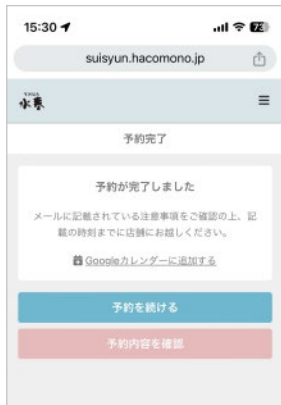 15:30
73
suisyun.hacomono.jp
予約完了
予約が完了しました
メールに記載されている注意事項をご確認の上、記
載の時刻までに店舗にお越しください。
Googleカレンダーに追加する
予約を続ける
予約内容を確認